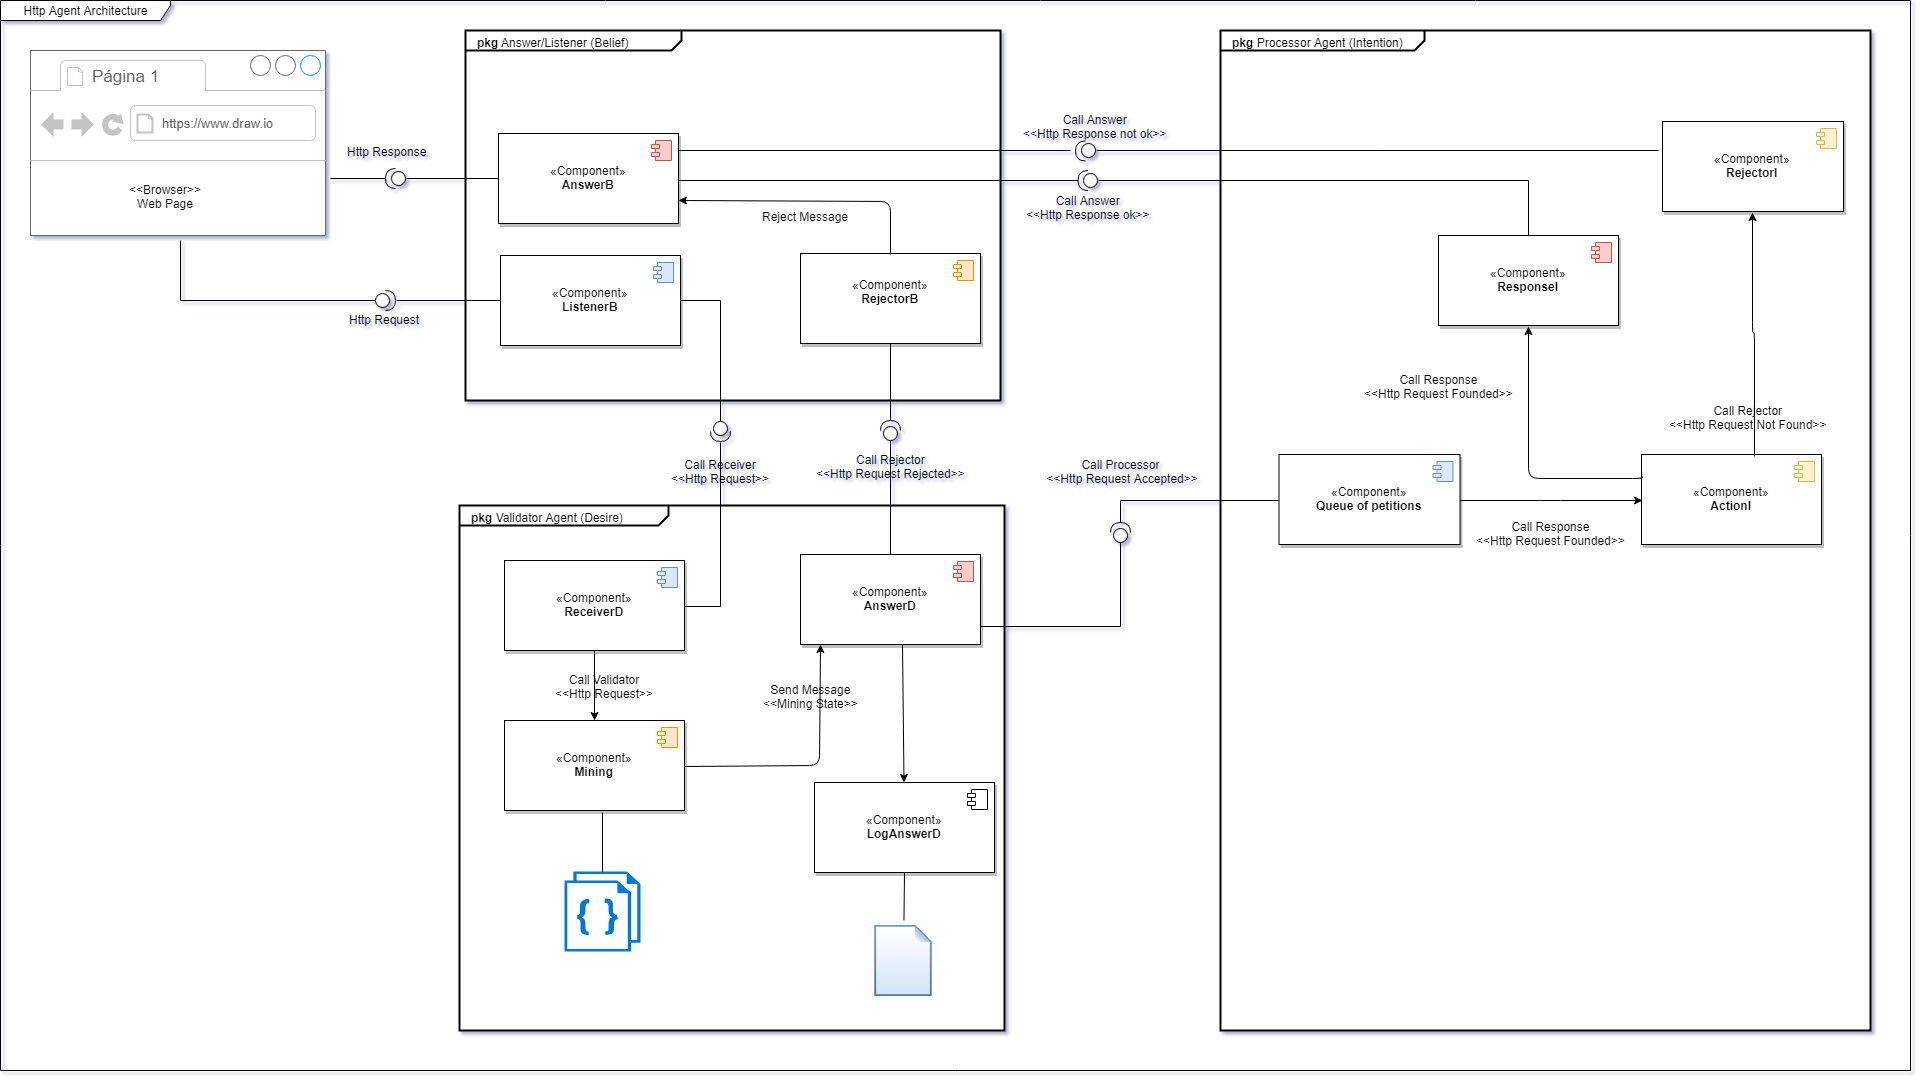 Http Agent Architecture
Página 1
https://www.draw.io
<<Browser>>
Web Page
Http Response
Http Request
pkg Answer/Listener (Belief)
«Component»
AnswerB
Reject Message
«Component»
ListenerB
«Component»
RejectorB
Call Answer
<<Http Response not ok>>
Call Answer
<<Http Response ok>>
pkg Processor Agent (Intention)
«Component»
RejectorI
«Component»
ResponseI
Call Response
<<Http Request Founded>>
Call Rejector
<<Http Request Not Found>>
«Component»
Queue of petitions
Call Response
<<Http Request Founded>>
«Component»
ActionI
Call Receiver
<<Http Request>>
Call Rejector
<<Http Request Rejected>>
Call Processor
<<Http Request Accepted>>
pkg Validator Agent (Desire)
«Component»
ReceiverD
«Component»
AnswerD
Call Validator
<<Http Request>>
Send Message
<<Mining State>>
«Component»
Mining
«Component»
LogAnswerD
{ }